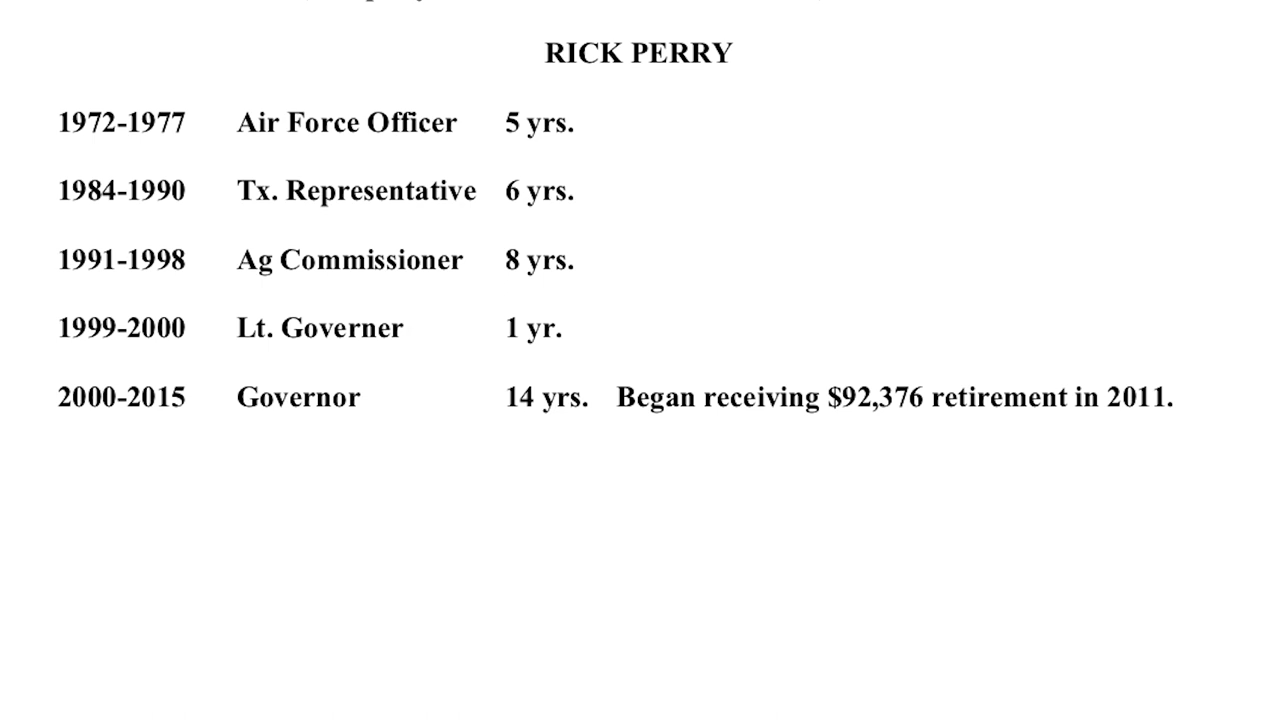 RICK PERRY
1972-1977 Air Force Officer 5 yrs.
1984-1990 Tx. Representative 6 yrs.
1991-1998 Ag Commissioner 8 yrs.
1999-2000 Lt. Governer 1 yr.
2000-2015 Governor 14 yrs. Began receiving $92,376 retirement in 2011.